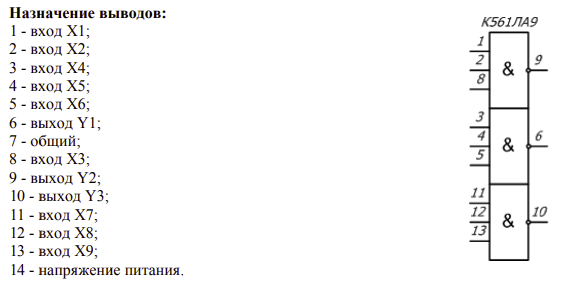 Назначение выводов:
1 - вход X1;
2 - вход X2;
3 - вход X4;
4 - вход X5;
5 - вход X6;
6 - выход Y1;
7 - общий;
8 - вход X3;
9 - выход Y2;
10 - выход Y3;
11 - вход X7;
12 - вход X8;
13 - вход X9;
14 - напряжение питания.
К561ЛА9
1
2
8
&
9
3
4
5
&
6
11
12
13
&
10